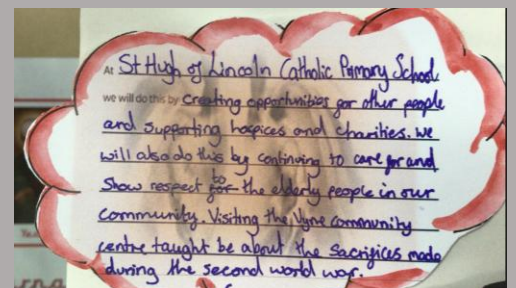 At St Hugh of Lincoln Catholic Primary School
we will do this by Creating opportunities for other people
and supporting hospices and charities. We
will also do this by continuing to care for and
Show respect to the elderly people in our
Community. Visiting the Vyne community
centre taught be about the sacrifices made
during the second world war.